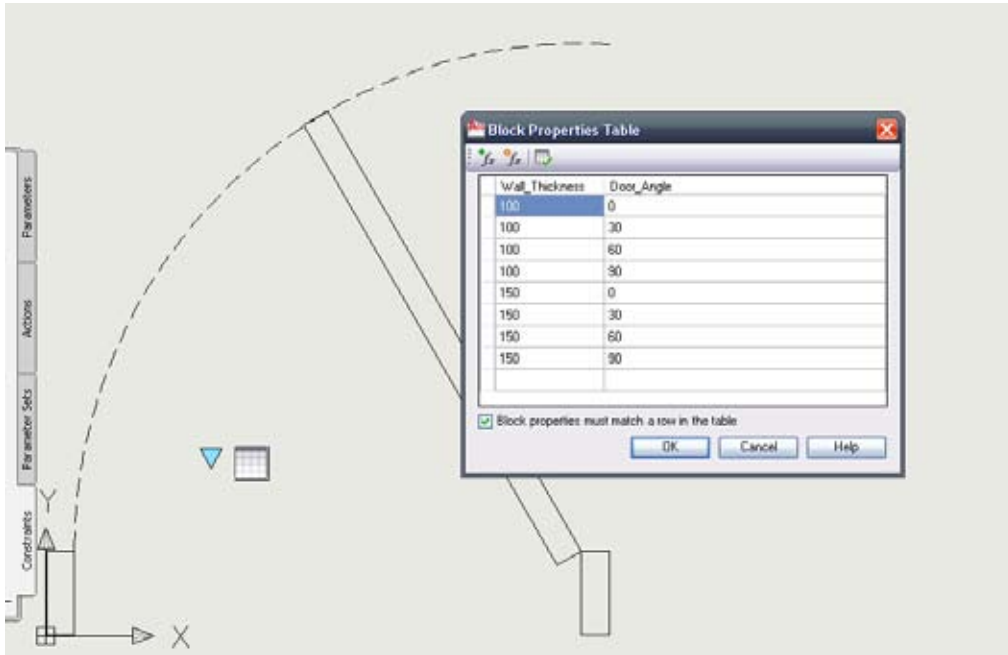 Block Properties Table
Wall_Thickness Door_Angle
100 0
100 30
100 60
100 90
150 0
150 30
150 60
150 90
Block properties must match a row in the table
OK Cancel Help
Parameters
Actions
Parameter Sets
Constraints
Y
X